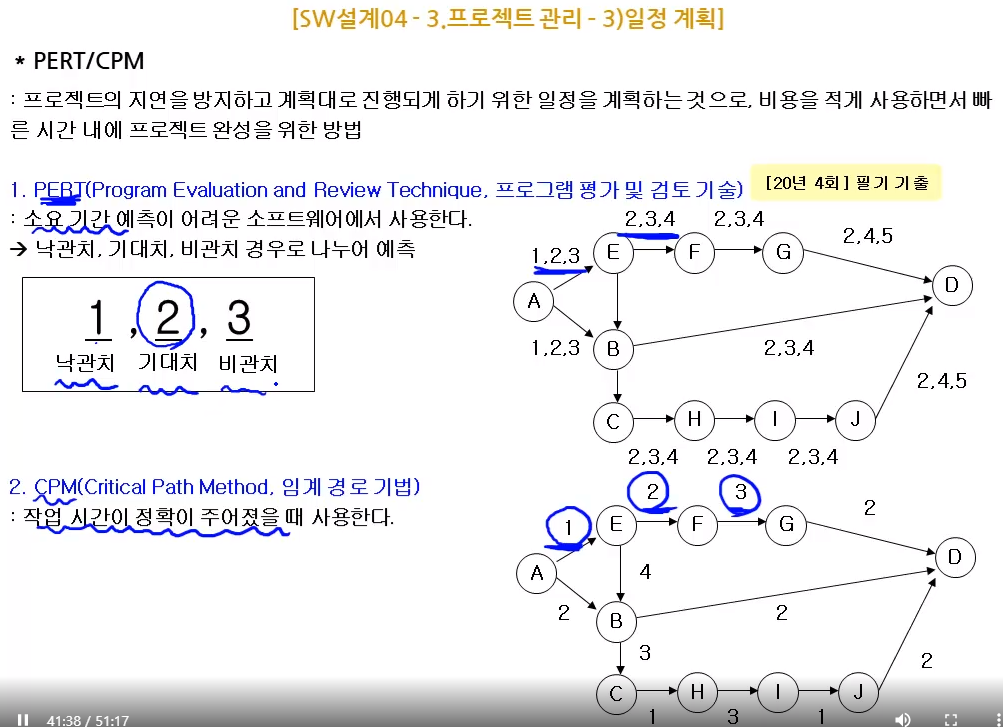 [SW설계04 - 3.프로젝트 관리 - 3)일정 계획]
* PERT/CPM
: 프로젝트의 지연을 방지하고 계획대로 진행되게 하기 위한 일정을 계획하는 것으로, 비용을 적게 사용하면서 빠
른 시간 내에 프로젝트 완성을 위한 방법
1. PERT(Program Evaluation and Review Technique, 프로그램 평가 및 검토 기술)
[20년 4회] 필기 기출
: 소요 기간 예측이 어려운 소프트웨어에서 사용한다.
→ 낙관치, 기대치, 비관치 경우로 나누어 예측
1, 2, 3
낙관치 기대치 비관치
2,3,4 2,3,4
2,4,5
1,2,3 E F G
A D
1,2,3 B 2,3,4
2,4,5
C H I J
2,3,4 2,3,4 2,3,4
2. CPM(Critical Path Method, 임계 경로 기법)
: 작업 시간이 정확이 주어졌을 때 사용한다.
2 3 2
1 E F G
A 4 D
2 B 2
3 2
C H I J
1 3 1
41:38 / 51:17